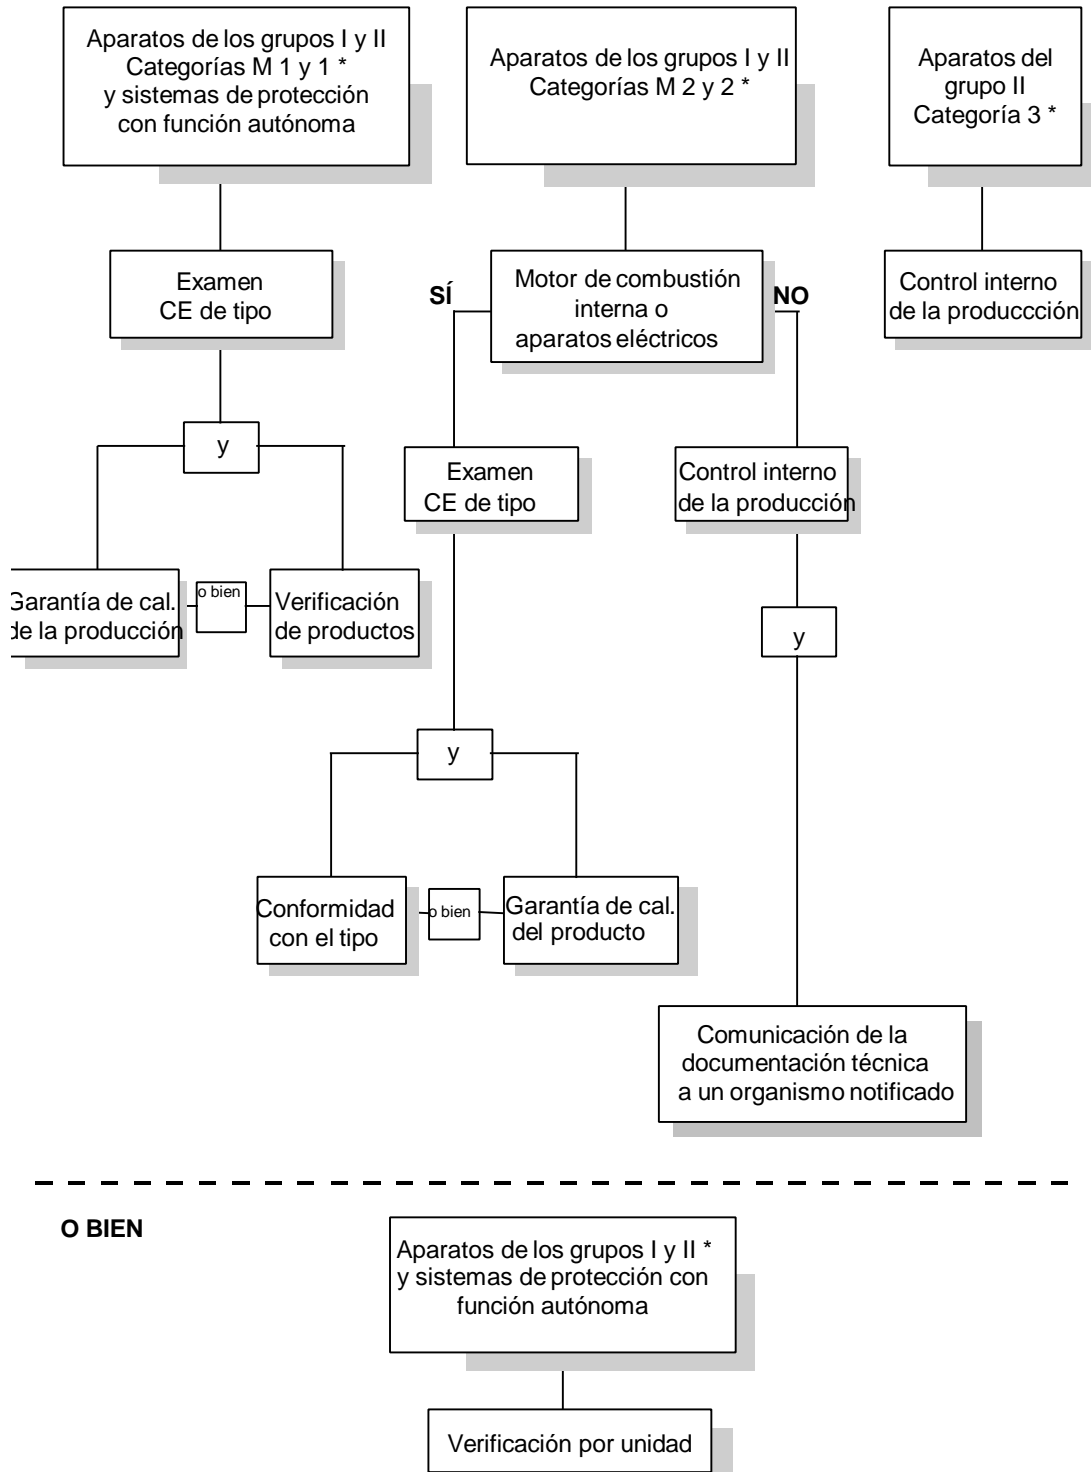 Aparatos de los grupos I y II
Categorías M 1 y 1 *
y sistemas de protección
con función autónoma
Aparatos de los grupos I y II
Categorías M 2 y 2 *
Aparatos del
grupo II
Categoría 3 *
Examen
CE de tipo
SÍ
Motor de combustión
interna o
aparatos eléctricos
NO
Control interno
de la produccción
y
Examen
CE de tipo
Control interno
de la producción
Garantía de cal.
de la producción
o bien
Verificación
de productos
y
y
Conformidad
con el tipo
o bien
Garantía de cal.
del producto
Comunicación de la
documentación técnica
a un organismo notificado
O BIEN
Aparatos de los grupos I y II *
y sistemas de protección con
función autónoma
Verificación por unidad